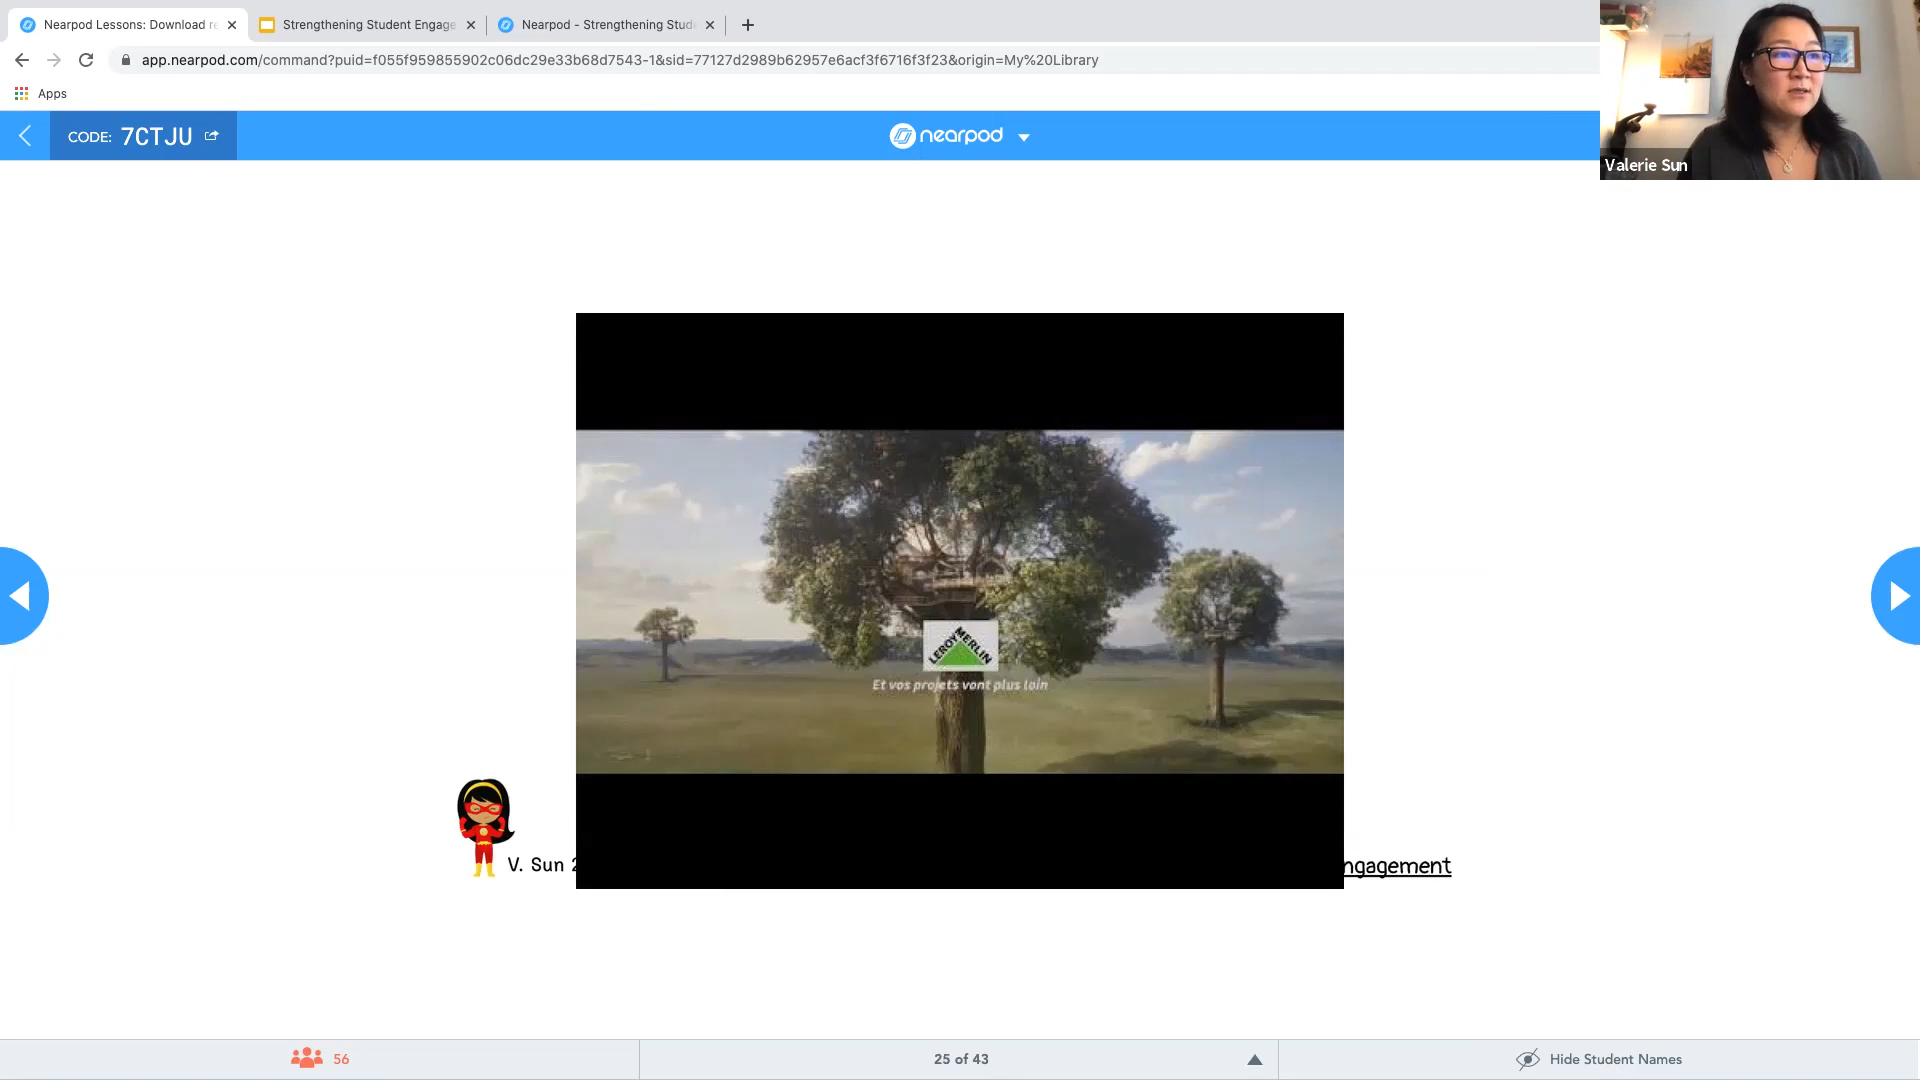 Nearpod Lessons: Download re
Strengthening Student Engage
Nearpod - Strengthening Stud
app.nearpod.com/command?puid=f055f959855902c06dc29e33b68d7543-1&sid=77127d2989b62957e6acf3f6716f3f23&origin=My%20Library
Apps
CODE: 7CTJU
nearpod
Valerie Sun
LEROY MERLIN
Et vos projets vont plus loin
V. Sun 2
ngagement
56
25 of 43
Hide Student Names